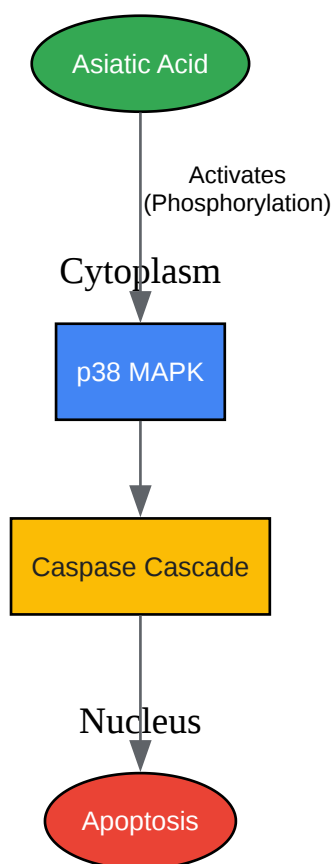 Asiatic Acid
Activates
(Phosphorylation)
Cytoplasm
p38 MAPK
Caspase Cascade
Nucleus
Apoptosis